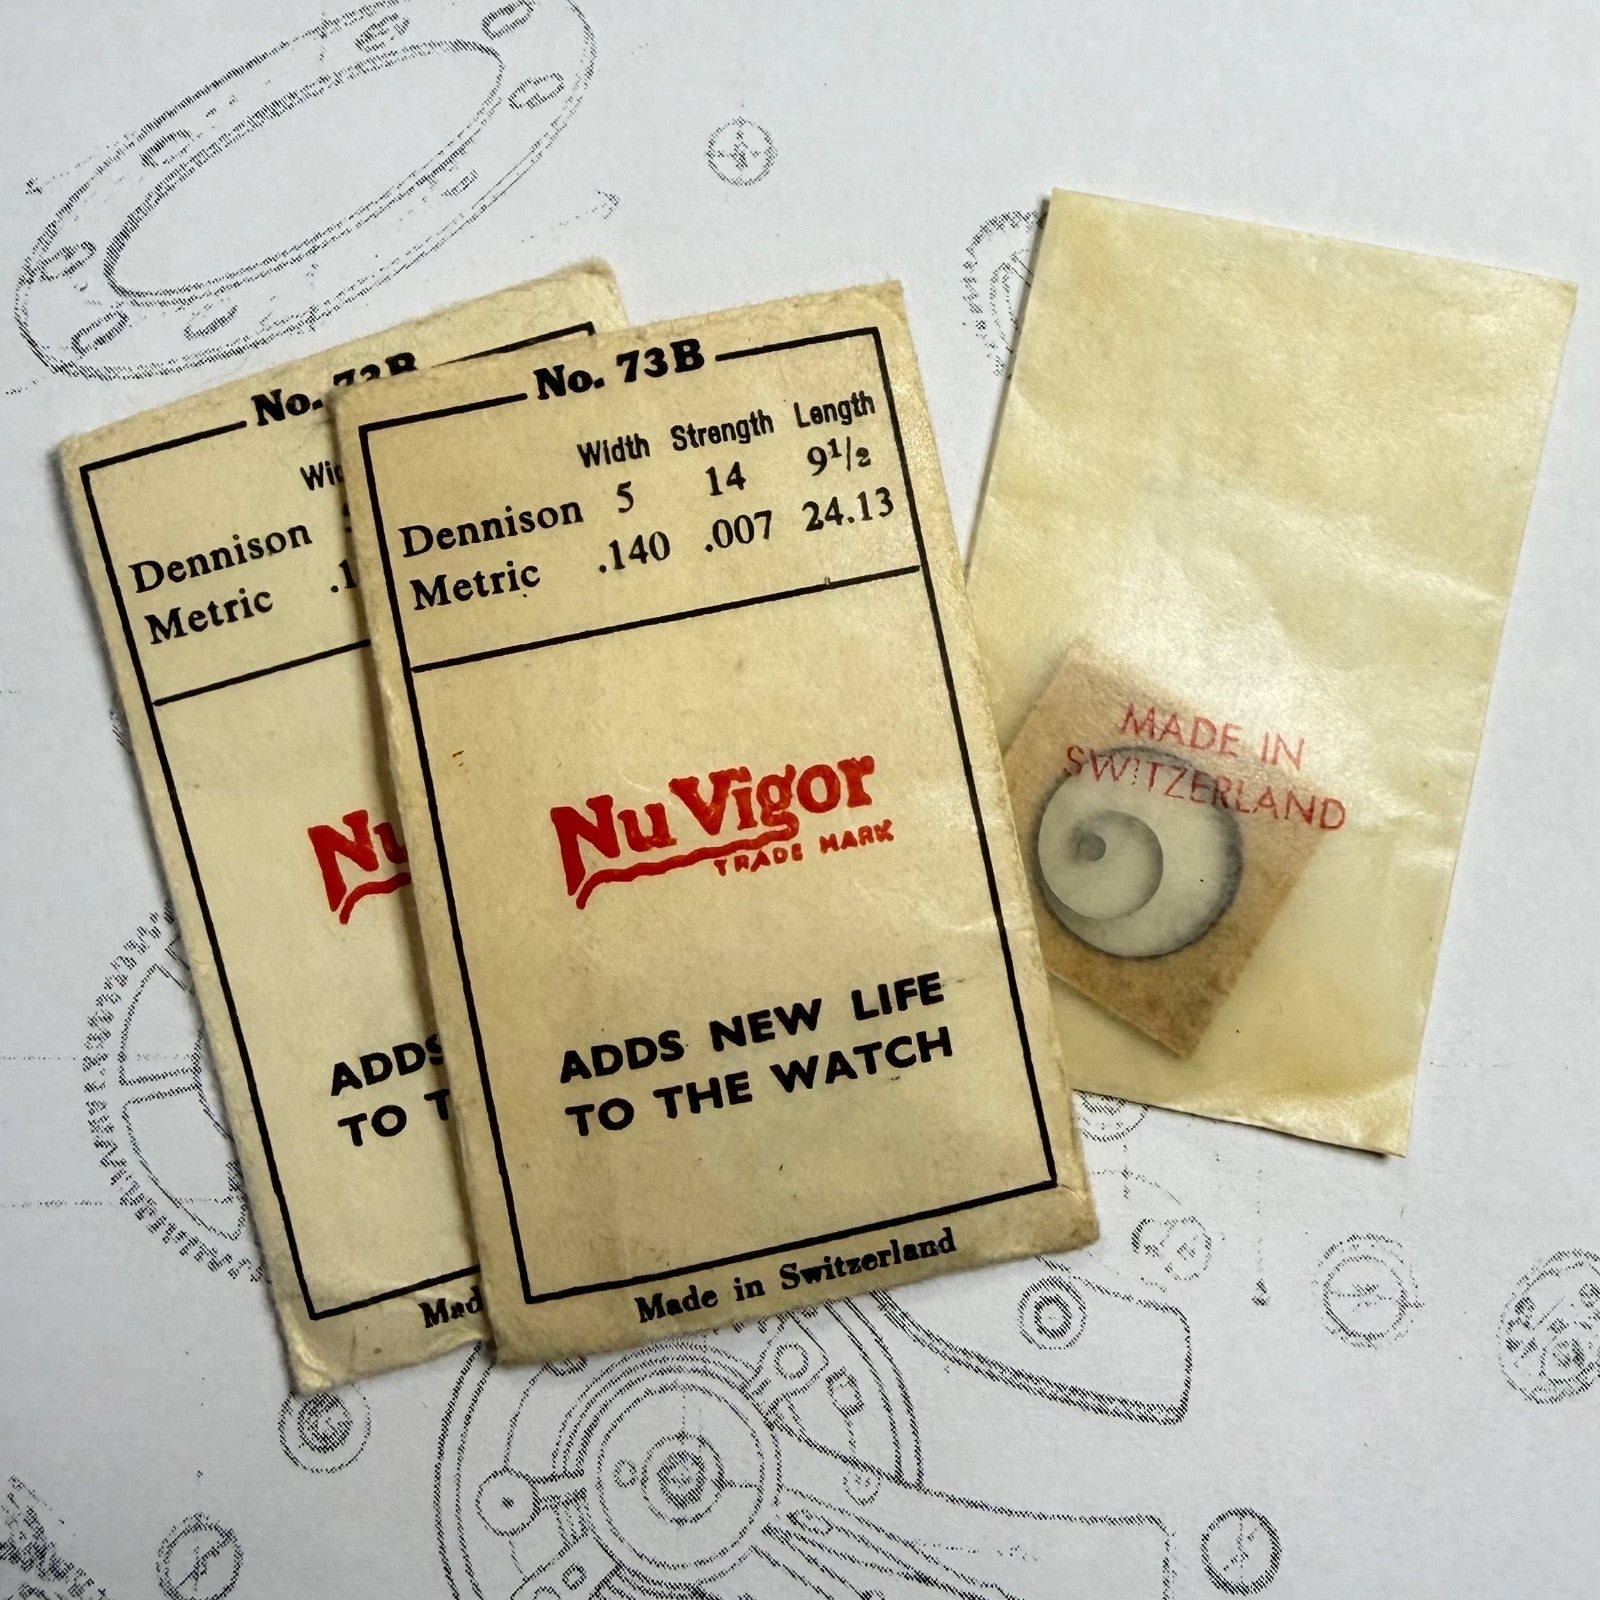 No. 73B
Dennison
Metric
Made
No. 73B
Width Strength Length
Dennison 5 14 9 1/2
Metric .140 .007 24.13
Nu Vigor
TRADE MARK
ADDS NEW LIFE
TO THE WATCH
Made in Switzerland
Nu
ADDS
TO
MADE IN
SWITZERLAND